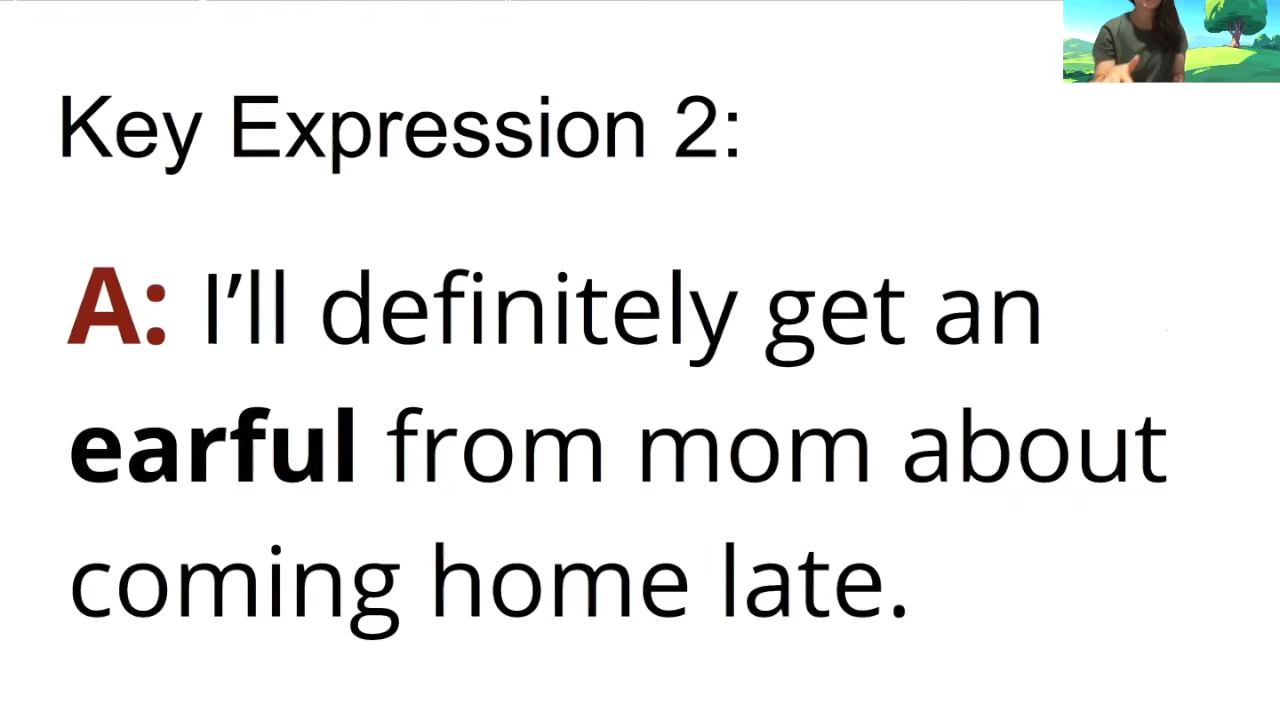 Key Expression 2:
A: I’ll definitely get an
earful from mom about
coming home late.